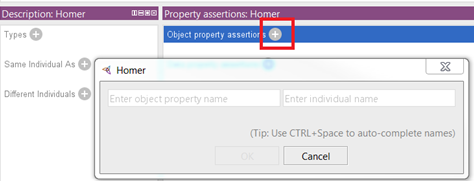 Description: Homer
Property assertions: Homer
Types
Object property assertions
Same Individual As
Different Individuals
Homer
Enter object property name
Enter individual name
(Tip: Use CTRL+Space to auto-complete names)
OK
Cancel